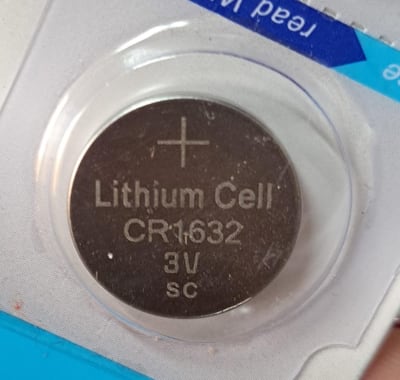 read W
e
+
Lithium Cell
CR1632
3V
SC